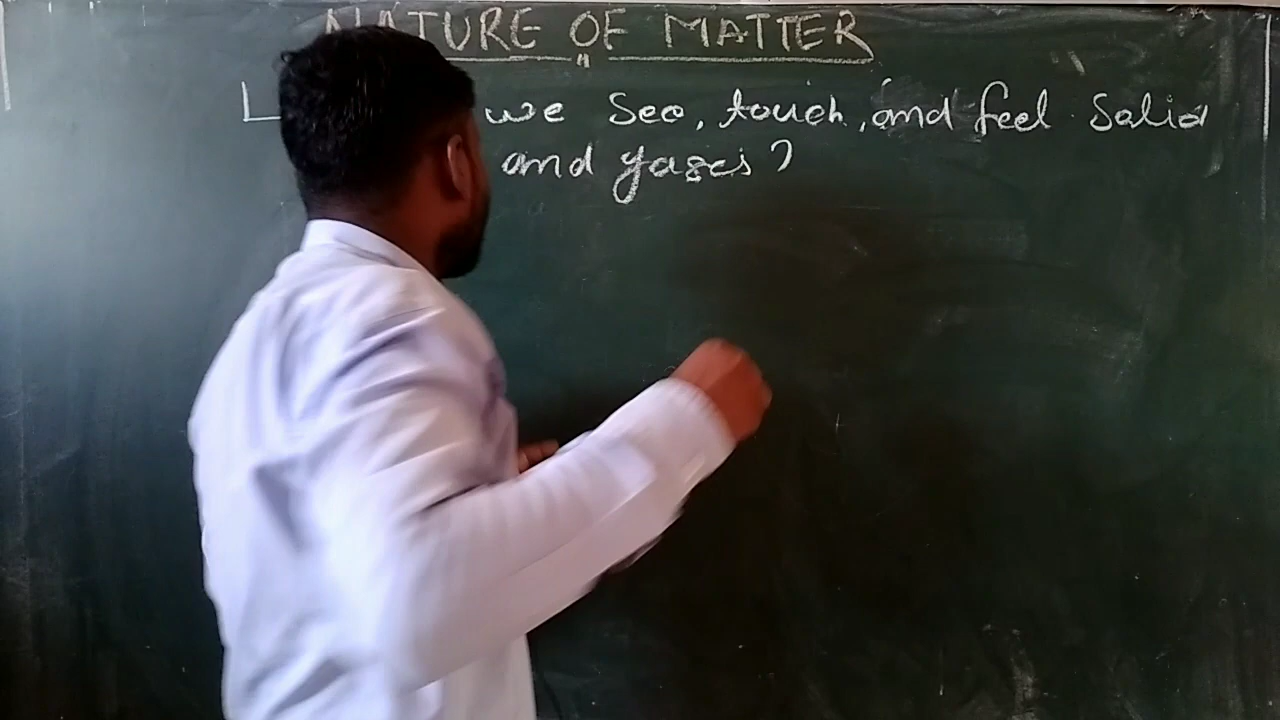 NATURE OF MATTER
we see, touch, and feel Solid
and gases?